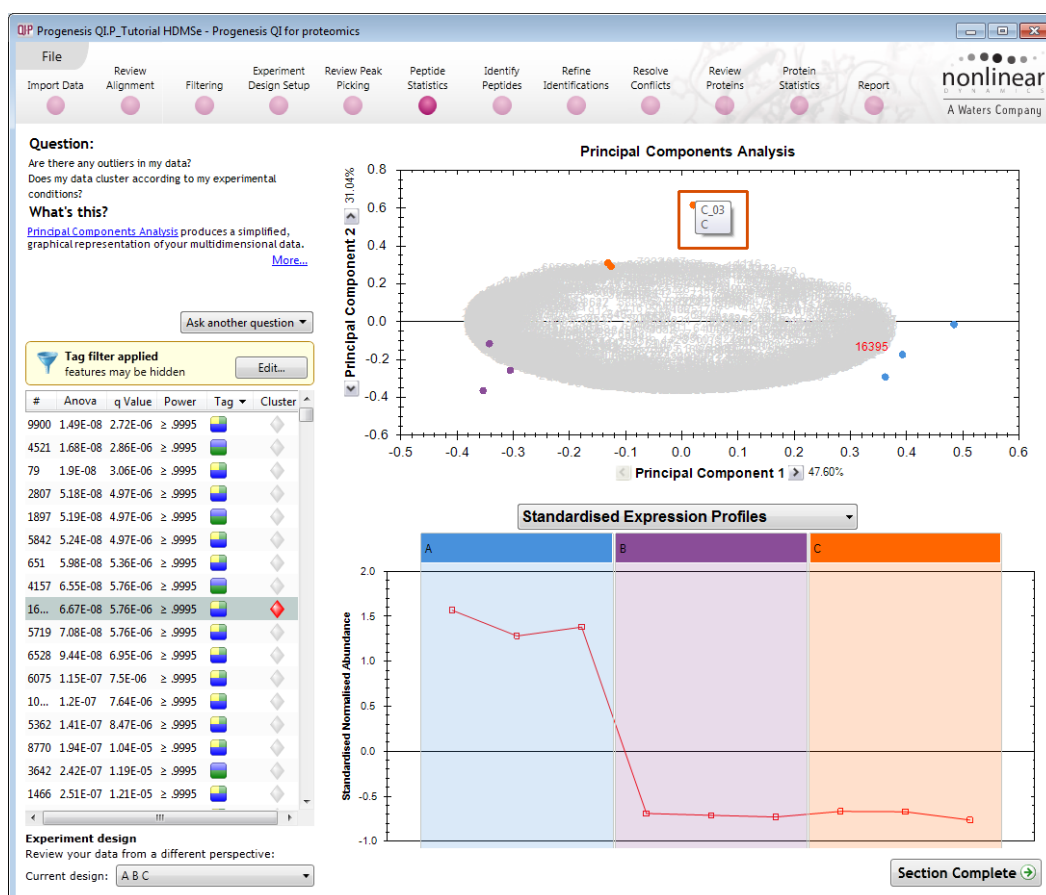 Progenesis QI.P_Tutorial HDMSe - Progenesis QI for proteomics
File
Import Data
Review Alignment
Filtering
Experiment Design Setup
Review Peak Picking
Peptide Statistics
Identify Peptides
Refine Identifications
Resolve Conflicts
Review Proteins
Protein Statistics
Report
nonlinear
DYNAMICS
A Waters Company
Question:
Are there any outliers in my data?
Does my data cluster according to my experimental
conditions?
What's this?
Principal Components Analysis produces a simplified,
graphical representation of your multidimensional data.
More...
Ask another question
Tag filter applied
features may be hidden
Edit...
# Anova q Value Power Tag Cluster
9900 1.49E-08 2.72E-06 ≥ .9995
4521 1.68E-08 2.86E-06 ≥ .9995
79 1.9E-08 3.06E-06 ≥ .9995
2807 5.18E-08 4.97E-06 ≥ .9995
1897 5.19E-08 4.97E-06 ≥ .9995
5842 5.24E-08 4.97E-06 ≥ .9995
651 5.98E-08 5.36E-06 ≥ .9995
4157 6.55E-08 5.76E-06 ≥ .9995
16... 6.67E-08 5.76E-06 ≥ .9995
5719 7.08E-08 5.76E-06 ≥ .9995
6528 9.44E-08 6.95E-06 ≥ .9995
6075 1.15E-07 7.5E-06 ≥ .9995
10... 1.2E-07 7.64E-06 ≥ .9995
5362 1.41E-07 8.47E-06 ≥ .9995
8770 1.94E-07 1.04E-05 ≥ .9995
3642 2.42E-07 1.19E-05 ≥ .9995
1466 2.51E-07 1.21E-05 ≥ .9995
Experiment design
Review your data from a different perspective:
Current design: A B C
Principal Components Analysis
Principal Component 2 31.04%
0.8
0.6
0.4
0.2
0.0
-0.2
-0.4
-0.6
C_03
C
16395
-0.5 -0.4 -0.3 -0.2 -0.1 0.0 0.1 0.2 0.3 0.4 0.5 0.6
Principal Component 1 47.60%
Standardised Expression Profiles
A B C
Standardised Normalised Abundance
2.0
1.5
1.0
0.5
0.0
-0.5
-1.0
Section Complete